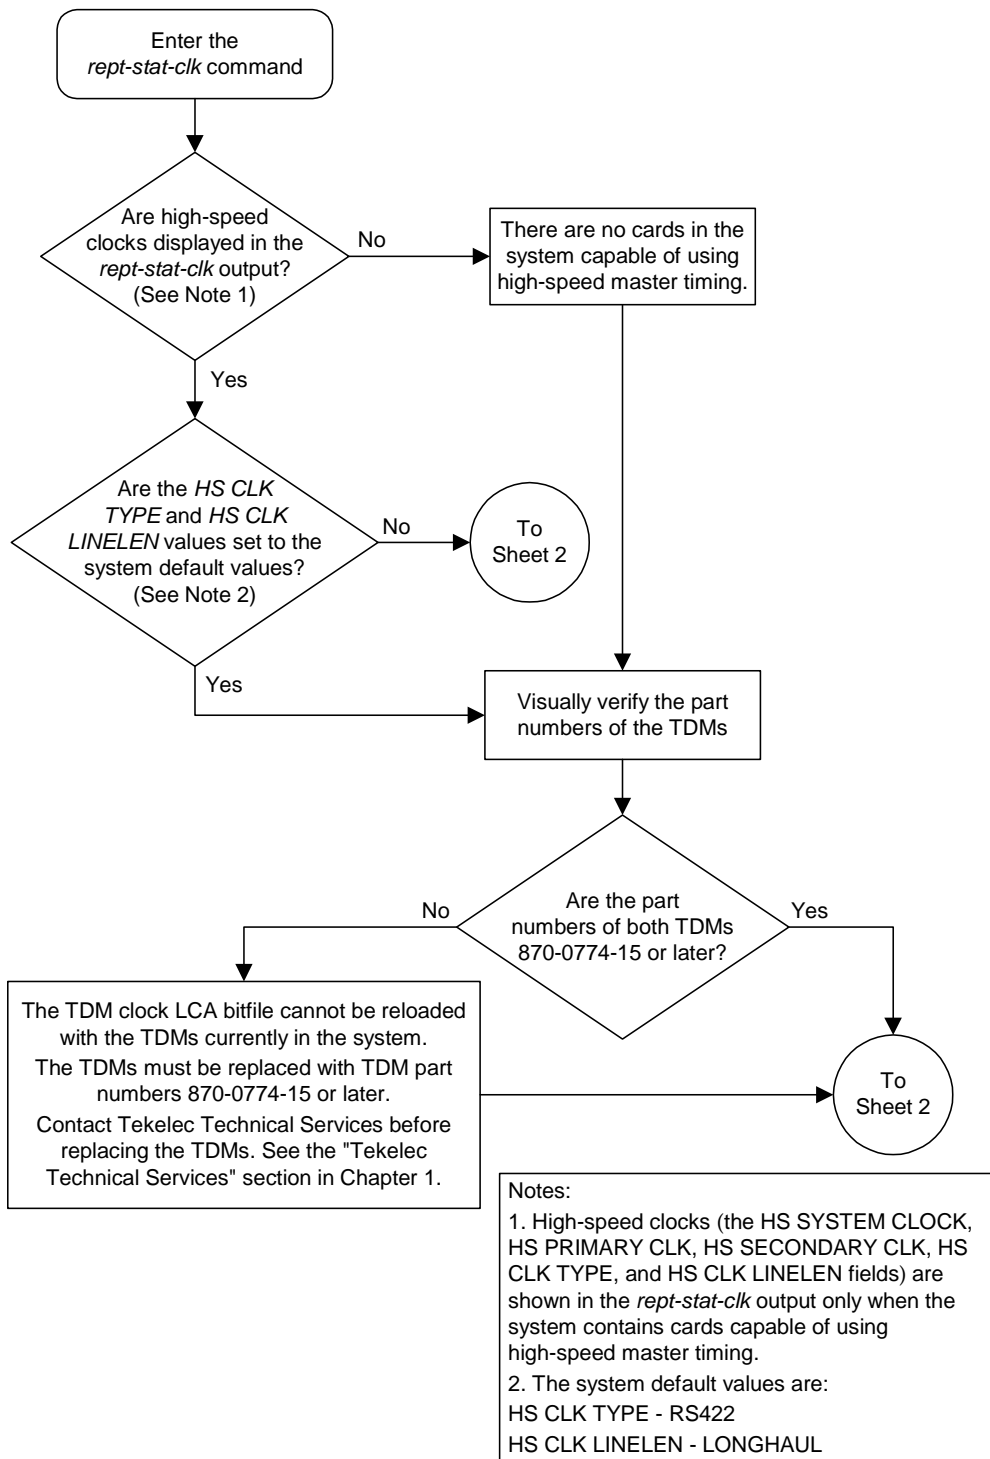 Enter the
rept-stat-clk command
Are high-speed
clocks displayed in the
rept-stat-clk output?
(See Note 1)
No
There are no cards in the
system capable of using
high-speed master timing.
Yes
Are the HS CLK
TYPE and HS CLK
LINELEN values set to the
system default values?
(See Note 2)
No
To
Sheet 2
Yes
Visually verify the part
numbers of the TDMs
Are the part
numbers of both TDMs
870-0774-15 or later?
No
Yes
The TDM clock LCA bitfile cannot be reloaded
with the TDMs currently in the system.
The TDMs must be replaced with TDM part
numbers 870-0774-15 or later.
Contact Tekelec Technical Services before
replacing the TDMs. See the "Tekelec
Technical Services" section in Chapter 1.
To
Sheet 2
Notes:
1. High-speed clocks (the HS SYSTEM CLOCK,
HS PRIMARY CLK, HS SECONDARY CLK, HS
CLK TYPE, and HS CLK LINELEN fields) are
shown in the rept-stat-clk output only when the
system contains cards capable of using
high-speed master timing.
2. The system default values are:
HS CLK TYPE - RS422
HS CLK LINELEN - LONGHAUL